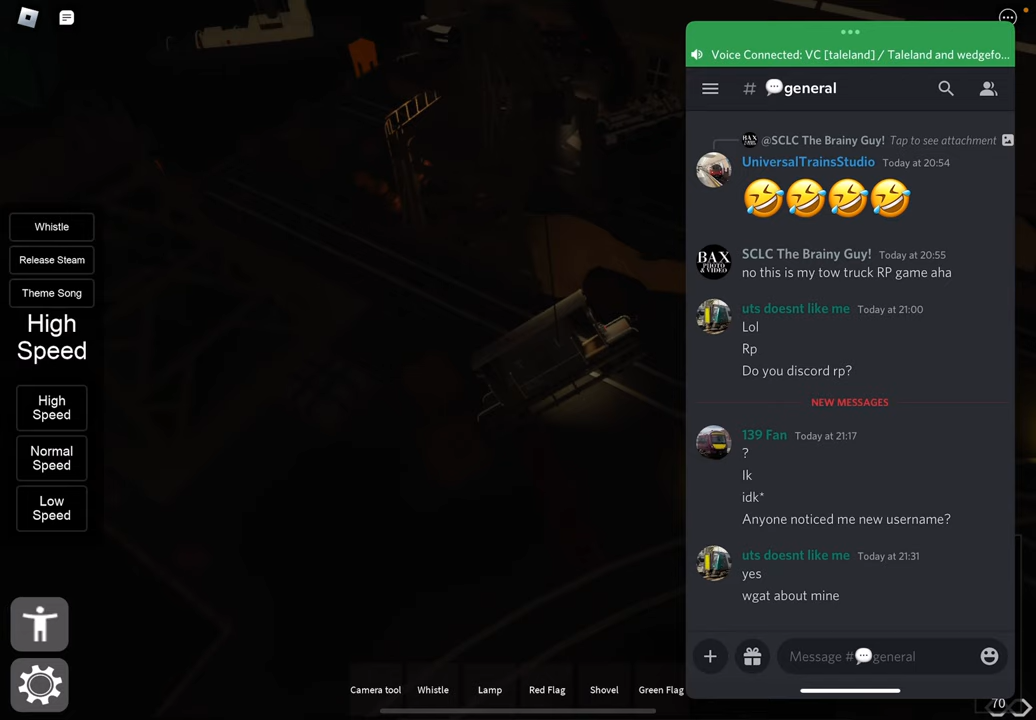 Whistle
Release Steam
Theme Song
High
Speed
High
Speed
Normal
Speed
Low
Speed
Camera tool
Whistle
Lamp
Red Flag
Shovel
Green Flag
Voice Connected: VC [taleland] / Taleland and wedgefo...
# 💬general
@SCLC The Brainy Guy! Tap to see attachment
UniversalTrainsStudio Today at 20:54
🤣🤣🤣🤣
BAX
PHOTO
& VIDEO
SCLC The Brainy Guy! Today at 20:55
no this is my tow truck RP game aha
uts doesnt like me Today at 21:00
Lol
Rp
Do you discord rp?
NEW MESSAGES
139 Fan Today at 21:17
?
Ik
idk*
Anyone noticed me new username?
uts doesnt like me Today at 21:31
yes
wgat about mine
Message #💬general
70